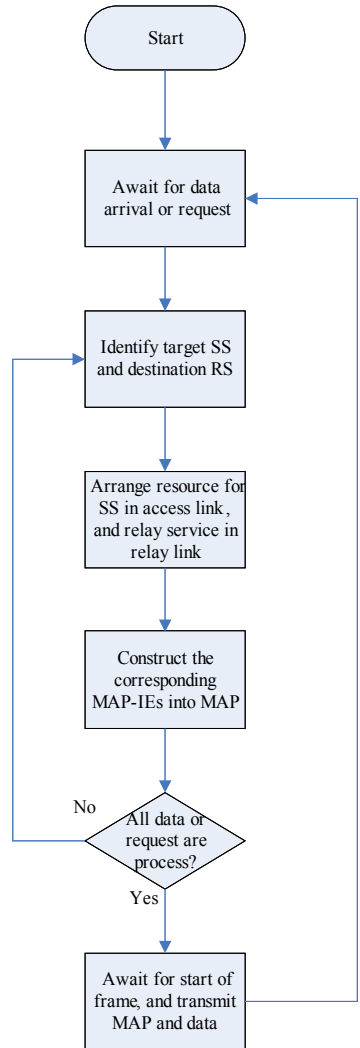 Start
Await for data
arrival or request
Identify target SS
and destination RS
Arrange resource for
SS in access link,
and relay service in
relay link
Construct the
corresponding
MAP-IEs into MAP
No
All data or
request are
process?
Yes
Await for start of
frame, and transmit
MAP and data